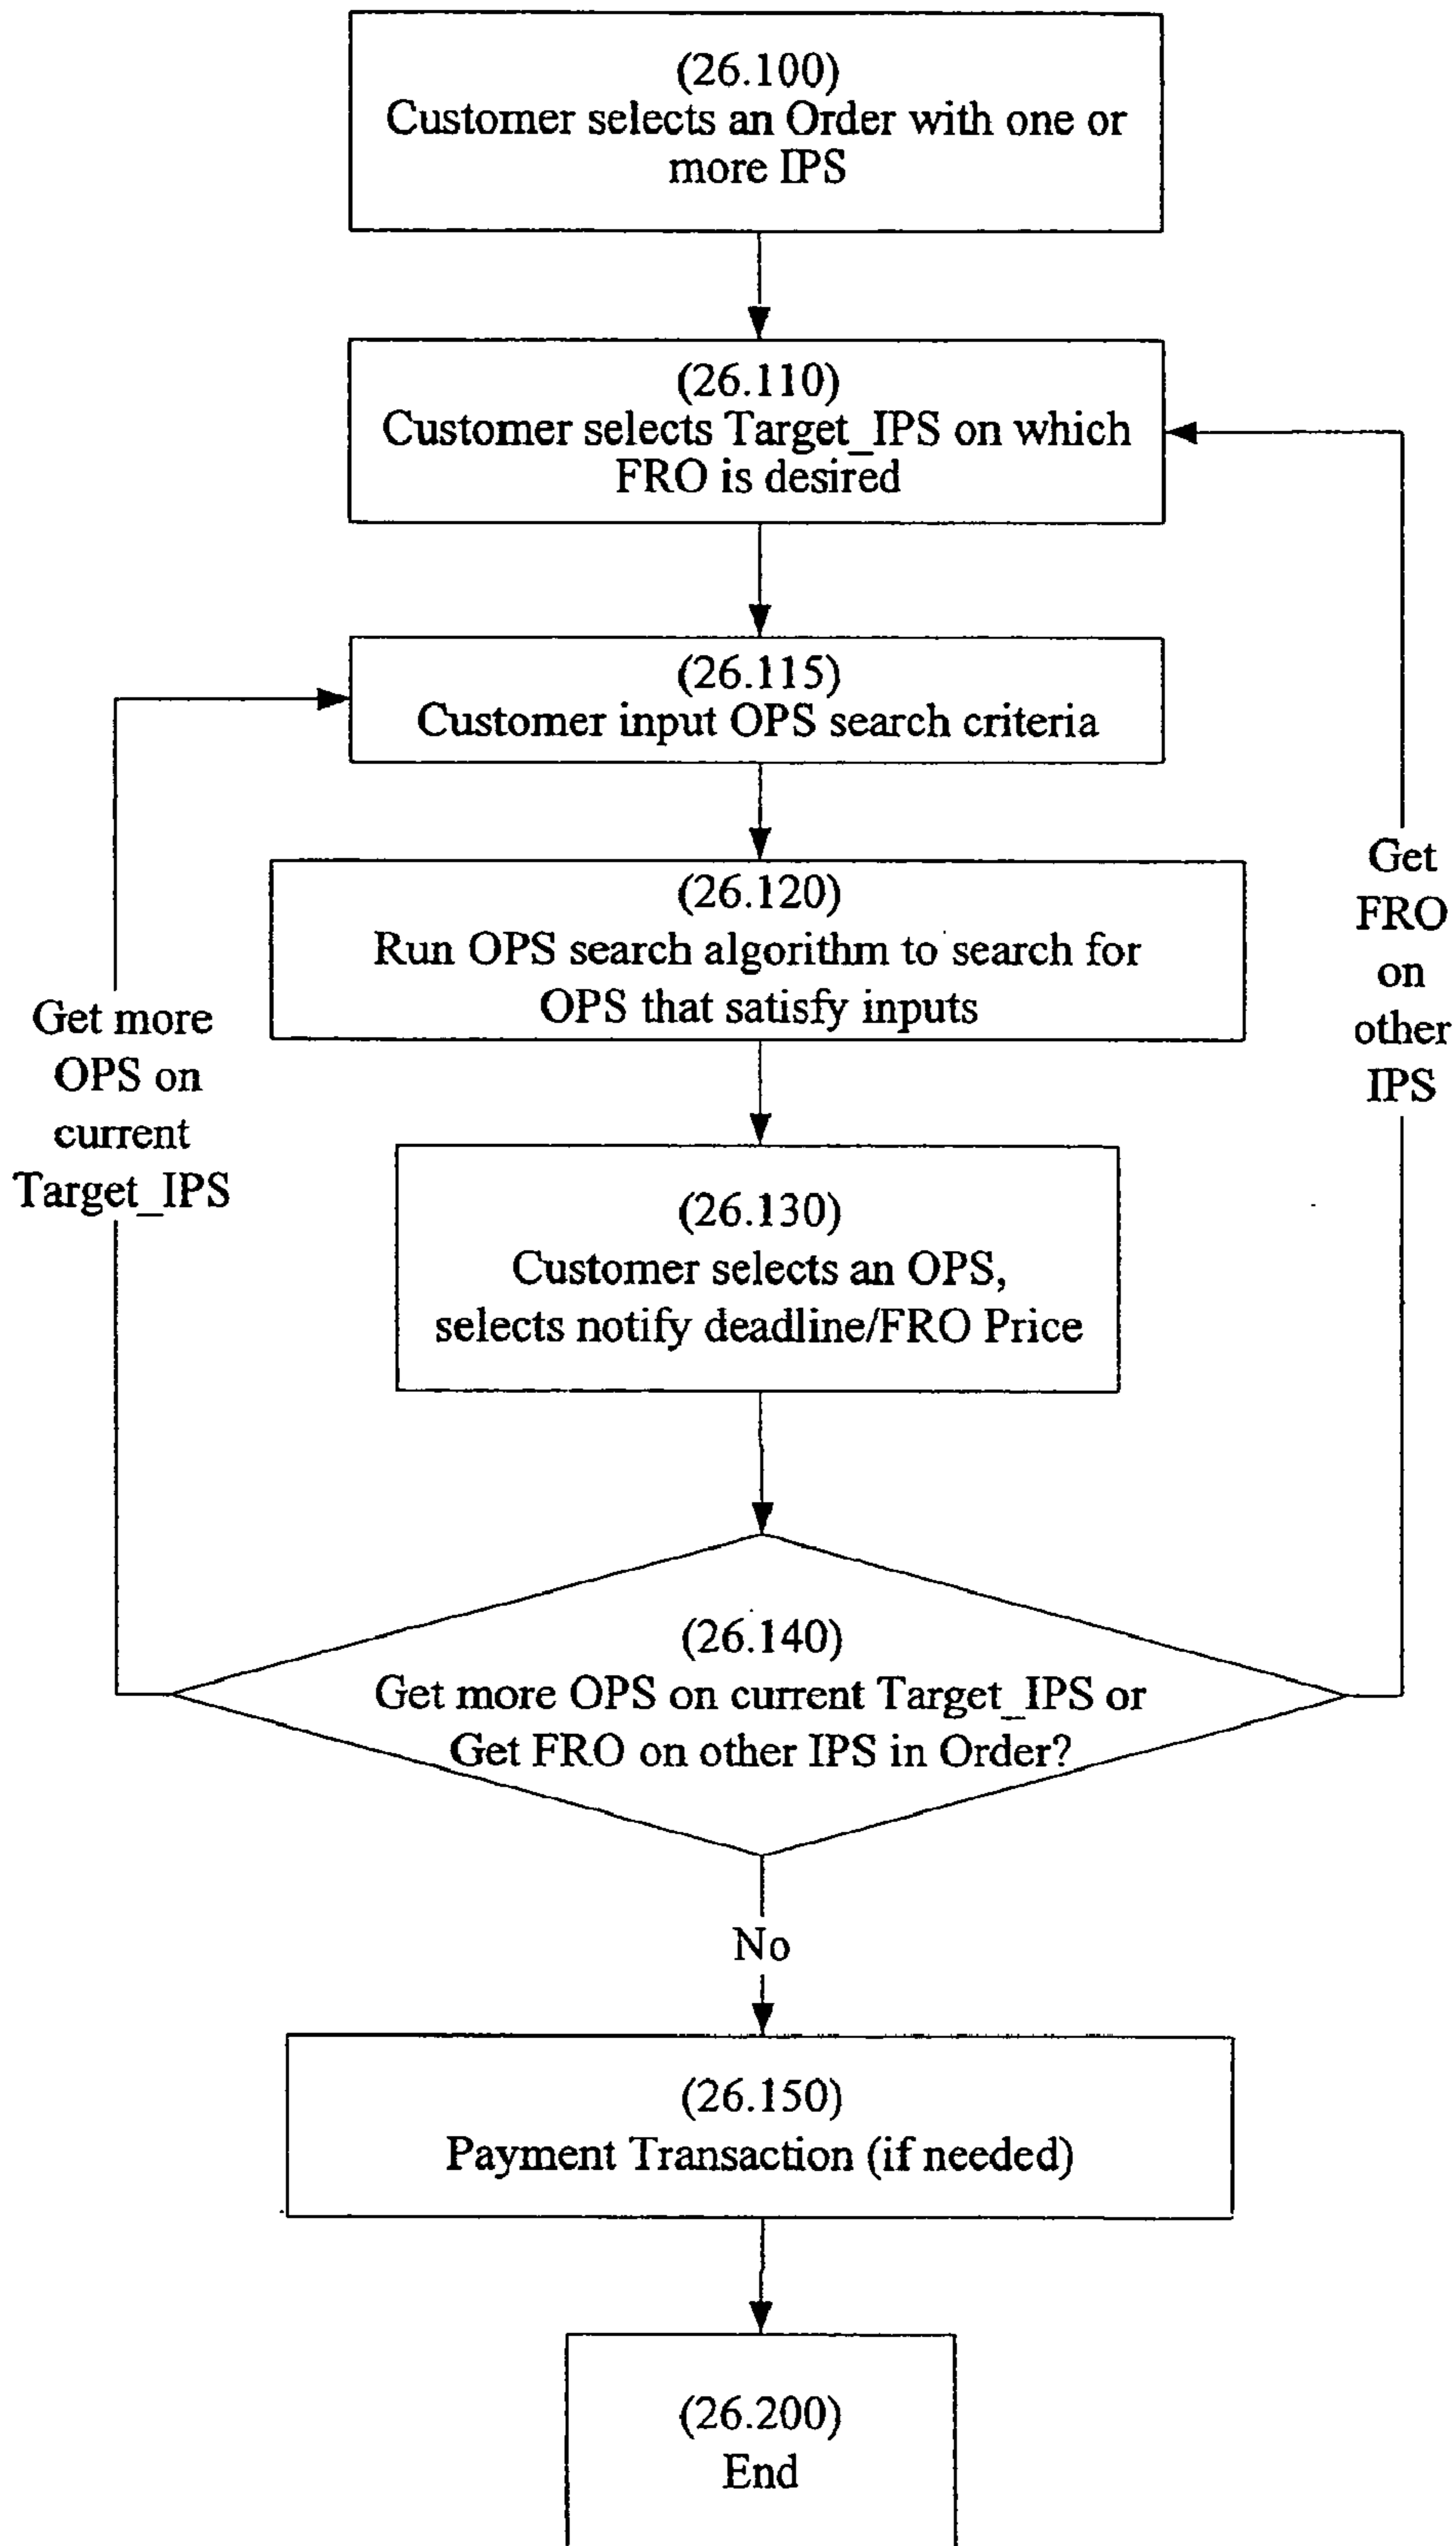 (26.100)
Customer selects an Order with one or
more IPS
(26.110)
Customer selects Target_IPS on which
FRO is desired
(26.115)
Customer input OPS search criteria
(26.120)
Run OPS search algorithm to search for
OPS that satisfy inputs
Get more
OPS on
current
Target_IPS
Get
FRO
on
other
IPS
(26.130)
Customer selects an OPS,
selects notify deadline/FRO Price
(26.140)
Get more OPS on current Target_IPS or
Get FRO on other IPS in Order?
No
(26.150)
Payment Transaction (if needed)
(26.200)
End